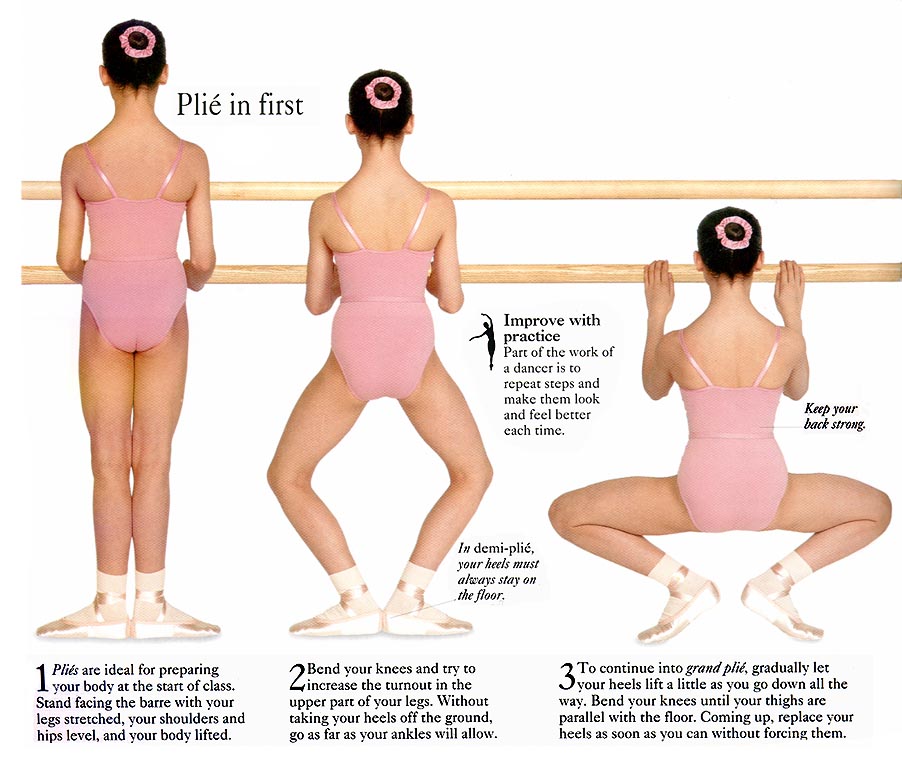 Plié in first
Improve with
practice
Part of the work of
a dancer is to
repeat steps and
make them look
and feel better
each time.
Keep your
back strong.
In demi-plié,
your heels must
always stay on
the floor.
1 Pliés are ideal for preparing
your body at the start of class.
Stand facing the barre with your
legs stretched, your shoulders and
hips level, and your body lifted.
2 Bend your knees and try to
increase the turnout in the
upper part of your legs. Without
taking your heels off the ground,
go as far as your ankles will allow.
3 To continue into grand plié, gradually let
your heels lift a little as you go down all the
way. Bend your knees until your thighs are
parallel with the floor. Coming up, replace your
heels as soon as you can without forcing them.